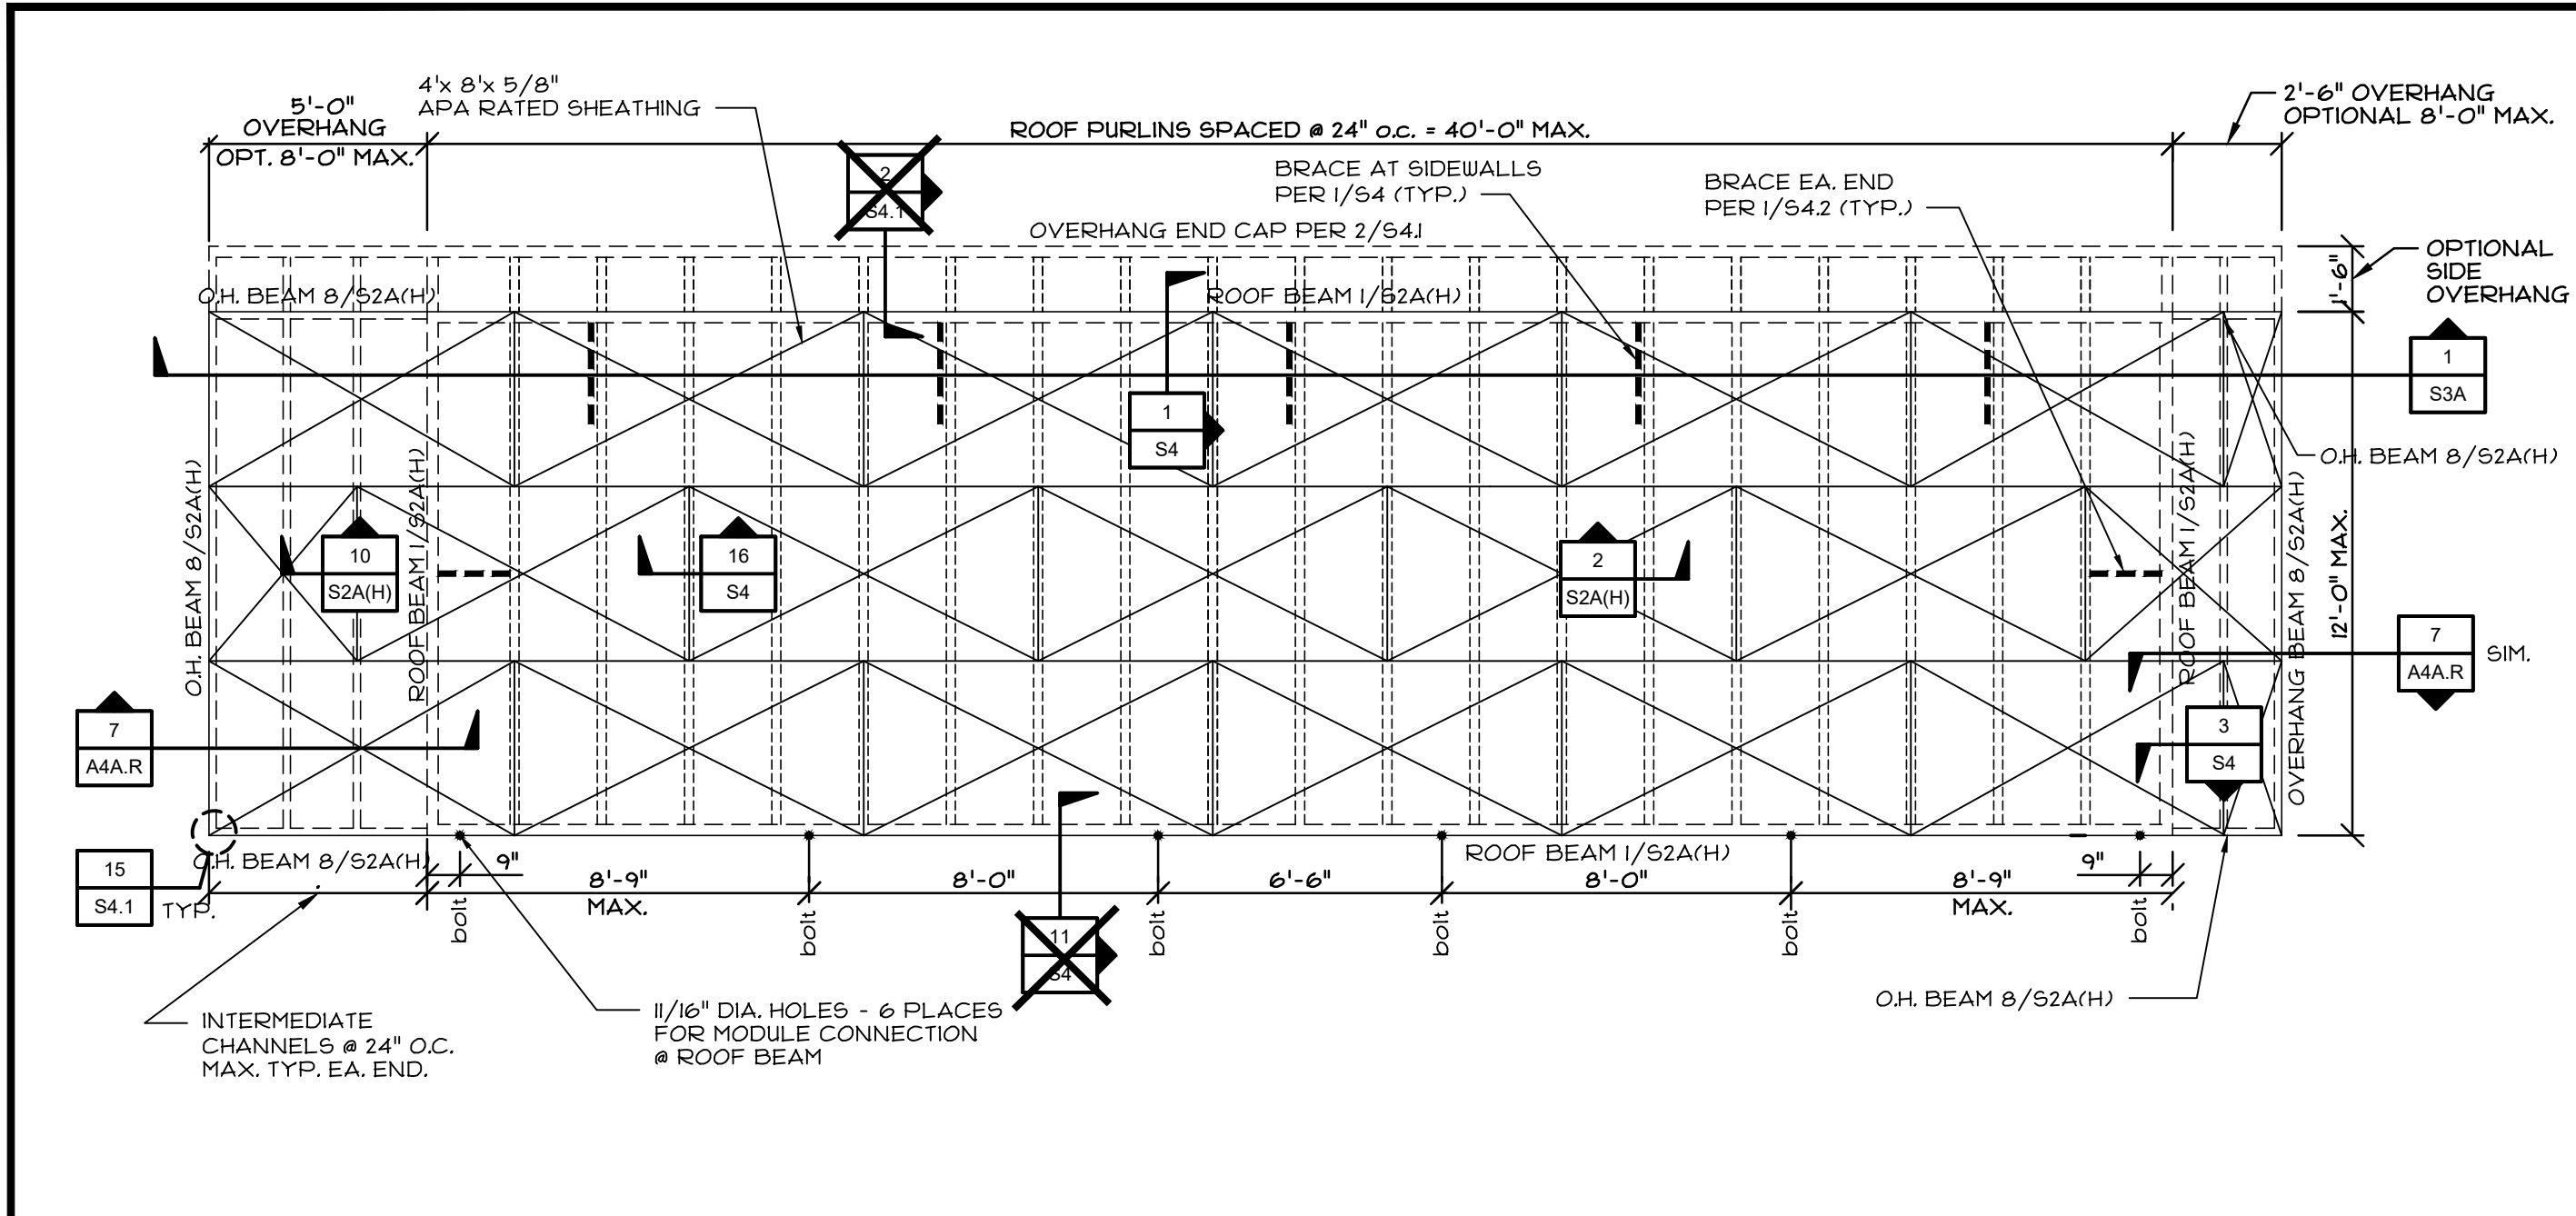 4'x 8'x 5/8"
APA RATED SHEATHING
5'-0"
OVERHANG
OPT. 8'-0" MAX.
ROOF PURLINS SPACED @ 24" o.c. = 40'-0" MAX.
2'-6" OVERHANG
OPTIONAL 8'-0" MAX.
2
S4.1
BRACE AT SIDEWALLS
PER 1/S4 (TYP.)
BRACE EA. END
PER 1/S4.2 (TYP.)
OVERHANG END CAP PER 2/S4.1
1'-6"
OPTIONAL
SIDE
OVERHANG
O.H. BEAM 8/S2A(H)
ROOF BEAM 1/S2A(H)
1
S3A
1
S4
O.H. BEAM 8/S2A(H)
O.H. BEAM 8/S2A(H)
ROOF BEAM 1/S2A(H)
10
S2A(H)
16
S4
2
S2A(H)
ROOF BEAM 1/S2A(H)
OVERHANG BEAM 8/S2A(H)
12'-0" MAX.
7
A4A.R
SIM.
7
A4A.R
3
S4
O.H. BEAM 8/S2A(H)
ROOF BEAM 1/S2A(H)
15
S4.1
TYP.
9"
8'-9"
MAX.
8'-0"
6'-6"
8'-0"
8'-9"
MAX.
9"
bolt
bolt
bolt
bolt
bolt
bolt
11
S4
INTERMEDIATE
CHANNELS @ 24" O.C.
MAX. TYP. EA. END.
11/16" DIA. HOLES - 6 PLACES
FOR MODULE CONNECTION
@ ROOF BEAM
O.H. BEAM 8/S2A(H)